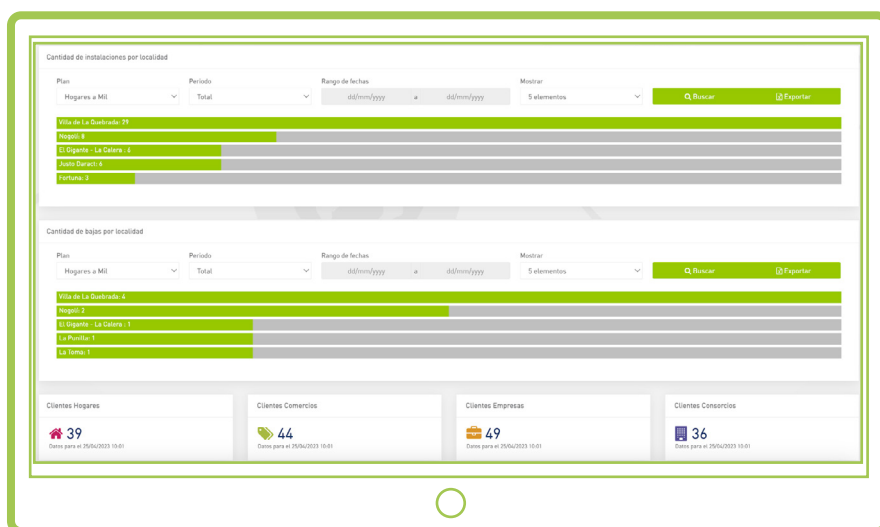 Cantidad de instalaciones por localidad
Plan Periodo Rango de fechas Mostrar
Hogares a Mil Total dd/mm/yyyy a dd/mm/yyyy 5 elementos Buscar Exportar
Villa de La Quebrada: 29
Nogolí: 8
El Gigante - La Calera : 6
Justo Daract: 6
Fortuna: 3
Cantidad de bajas por localidad
Plan Periodo Rango de fechas Mostrar
Hogares a Mil Total dd/mm/yyyy a dd/mm/yyyy 5 elementos Buscar Exportar
Villa de La Quebrada: 4
Nogolí: 2
El Gigante - La Calera : 1
La Punilla: 1
La Toma: 1
Clientes Hogares Clientes Comercios Clientes Empresas Clientes Consorcios
39 44 49 36
Datos para el 25/04/2023 10:01 Datos para el 25/04/2023 10:01 Datos para el 25/04/2023 10:01 Datos para el 25/04/2023 10:01